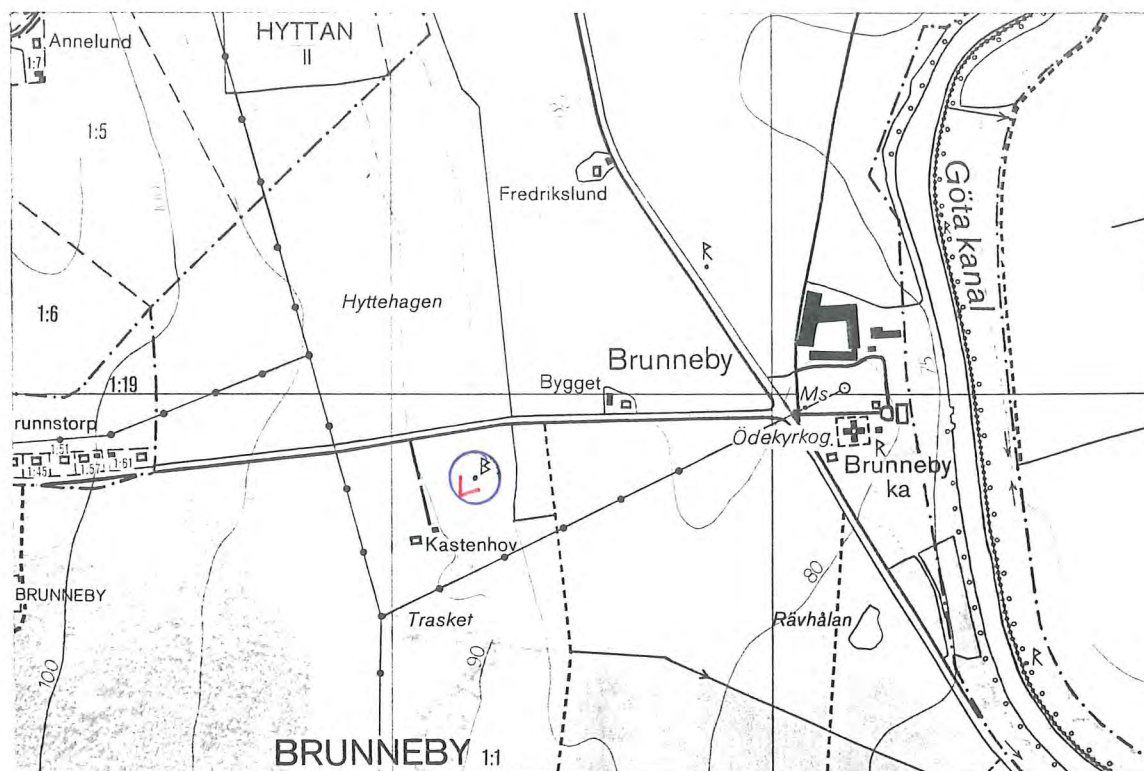 Annelund
1:7
HYTTAN
II
1:5
Fredrikslund
Götakanal
R
R
1:6
Hyttehagen
1:19
Brunneby
Bygget
Ms
75
runnstorp
1:51
1:45
1:57
1:61
Ödekyrkog.
R
R
Brunneby
ka
Kastenhov
80
BRUNNEBY
Trasket
Rävhålan
90
100
R
BRUNNEBY 1:1